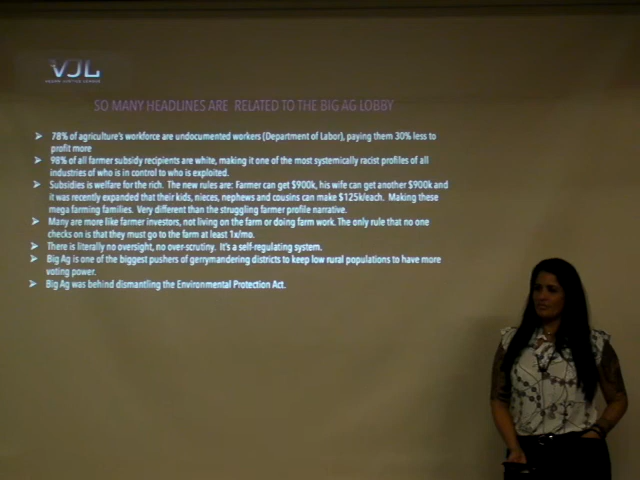 VJL
SO MANY HEADLINES ARE RELATED TO THE BIG AG LOBBY
➢ 78% of agriculture's workforce are undocumented workers (Department of Labor), paying them 30% less to
profit more
➢ 98% of all farmer subsidy recipients are white, making it one of the most systemically racist profiles of all
industries of who is in control to who is exploited.
➢ Subsidies is welfare for the rich. The new rules are: Farmer can get $900k, his wife can get another $900k and
it was recently expanded that their kids, nieces, nephews and cousins can make $125k/each. Making these
mega farming families. Very different than the struggling farmer profile narrative.
➢ Many are more like farmer investors, not living on the farm or doing farm work. The only rule that no one
checks on is that they must go to the farm at least 1x/mo.
➢ There is literally no oversight, no over-scrutiny. It's a self-regulating system.
➢ Big Ag is one of the biggest pushers of gerrymandering districts to keep low rural populations to have more
voting power.
➢ Big Ag was behind dismantling the Environmental Protection Act.